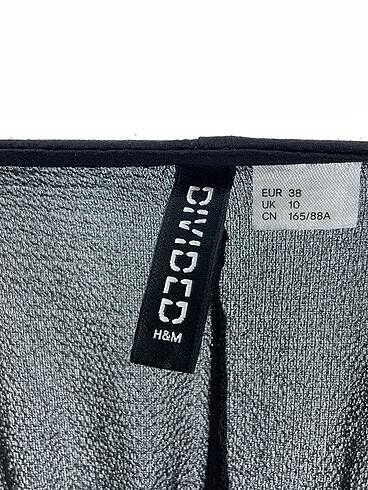 DIVIDED
H&M
EUR 38
UK 10
CN 165/88A